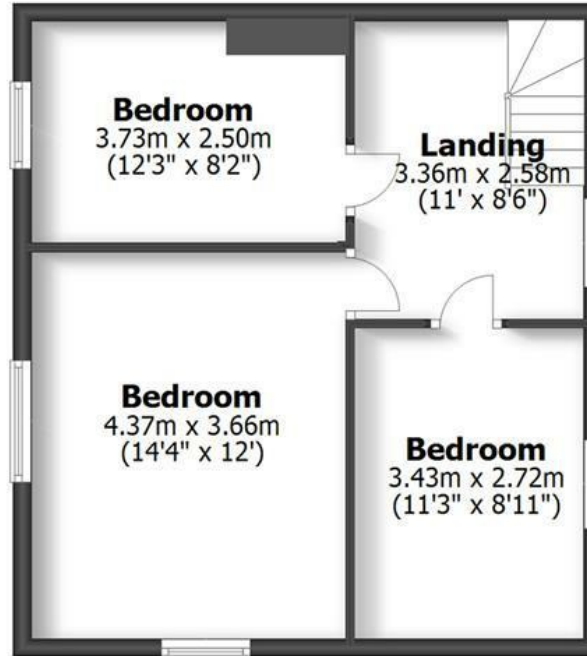 Bedroom
3.73m x 2.50m
(12'3" x 8'2")
Landing
3.36m x 2.58m
(11' x 8'6")
Bedroom
4.37m x 3.66m
(14'4" x 12')
Bedroom
3.43m x 2.72m
(11'3" x 8'11")